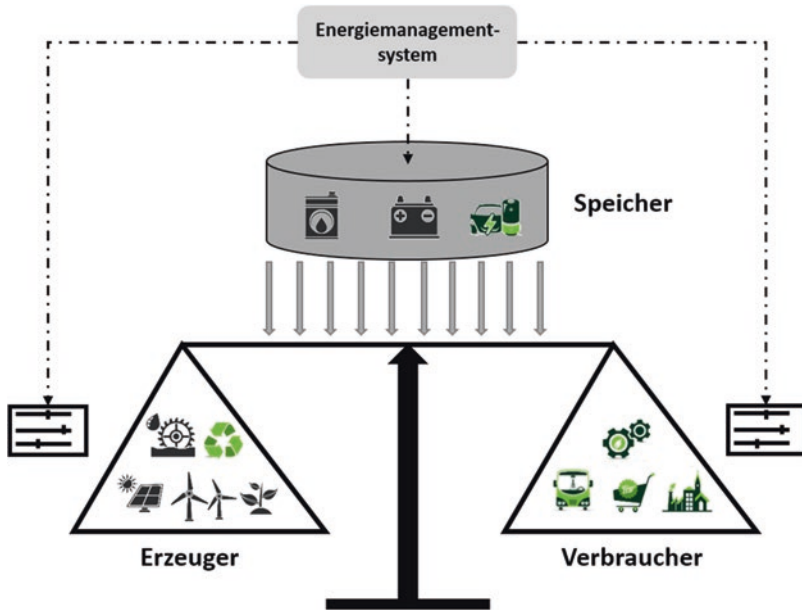 Energiemanagement-
system
Speicher
Erzeuger
Verbraucher